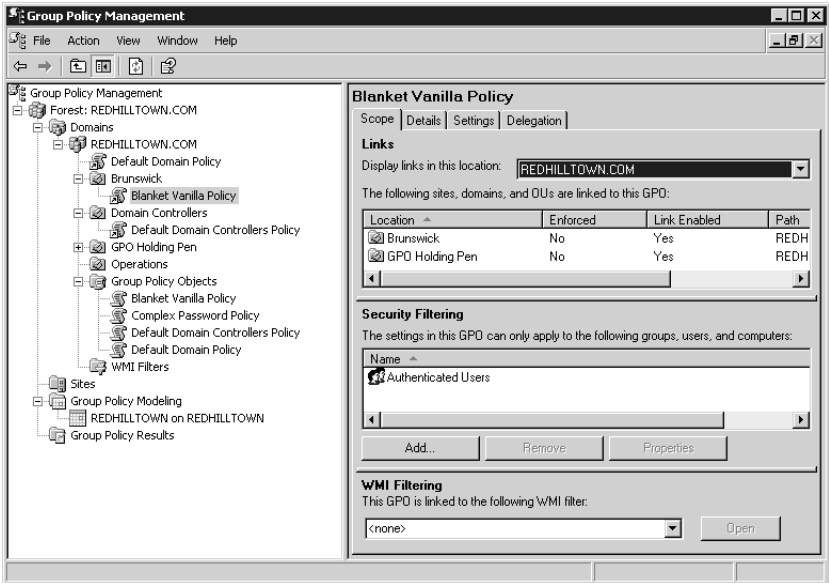 Group Policy Management
File Action View Window Help
Group Policy Management
Forest: REDHILLTOWN.COM
Domains
REDHILLTOWN.COM
Default Domain Policy
Brunswick
Blanket Vanilla Policy
Domain Controllers
Default Domain Controllers Policy
GPO Holding Pen
Operations
Group Policy Objects
Blanket Vanilla Policy
Complex Password Policy
Default Domain Controllers Policy
Default Domain Policy
WMI Filters
Sites
Group Policy Modeling
REDHILLTOWN on REDHILLTOWN
Group Policy Results
Blanket Vanilla Policy
Scope Details Settings Delegation
Links
Display links in this location: REDHILLTOWN.COM
The following sites, domains, and OUs are linked to this GPO:
Location Enforced Link Enabled Path
Brunswick No Yes REDH
GPO Holding Pen No Yes REDH
Security Filtering
The settings in this GPO can only apply to the following groups, users, and computers:
Name
Authenticated Users
Add... Remove Properties
WMI Filtering
This GPO is linked to the following WMI filter:
<none> Open